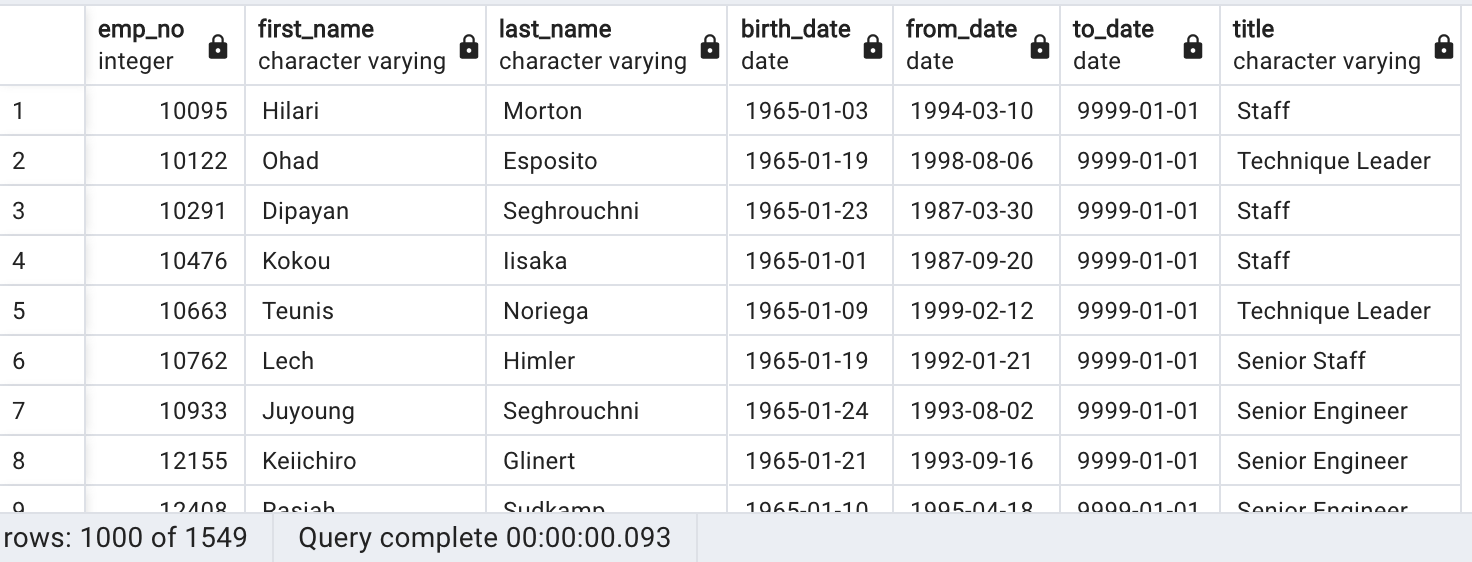 emp_no first_name last_name birth_date from_date to_date title
integer character varying character varying date date date character varying
1 10095 Hilari Morton 1965-01-03 1994-03-10 9999-01-01 Staff
2 10122 Ohad Esposito 1965-01-19 1998-08-06 9999-01-01 Technique Leader
3 10291 Dipayan Seghrouchni 1965-01-23 1987-03-30 9999-01-01 Staff
4 10476 Kokou Iisaka 1965-01-01 1987-09-20 9999-01-01 Staff
5 10663 Teunis Noriega 1965-01-09 1999-02-12 9999-01-01 Technique Leader
6 10762 Lech Himler 1965-01-19 1992-01-21 9999-01-01 Senior Staff
7 10933 Juyoung Seghrouchni 1965-01-24 1993-08-02 9999-01-01 Senior Engineer
8 12155 Keiichiro Glinert 1965-01-21 1993-09-16 9999-01-01 Senior Engineer
9 12408 Sudkamp 1965-01-10 1995-04-18 9999-01-01 Senior Engineer
rows: 1000 of 1549 Query complete 00:00:00.093